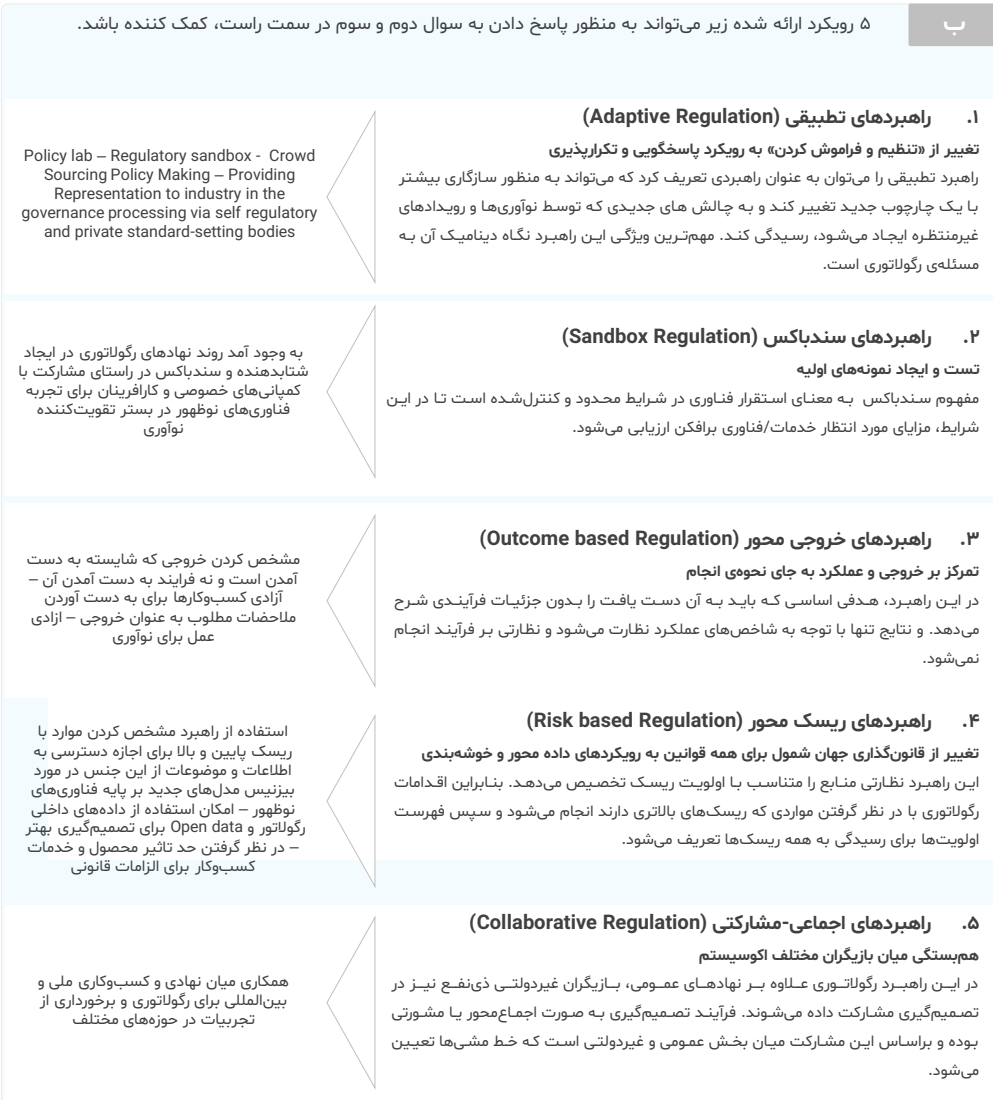 ب
۵ رویکرد ارائه شده زیر می‌تواند به منظور پاسخ دادن به سوال دوم و سوم در سمت راست، کمک کننده باشد.
۱. راهبردهای تطبیقی (Adaptive Regulation)
تغییر از «تنظیم و فراموش کردن» به رویکرد پاسخگویی و تکرارپذیری
راهبرد تطبیقی را می‌توان به عنوان راهبردی تعریف کرد که می‌تواند به منظور سازگاری بیشتر
با یک چارچوب جدید تغییر کند و به چالش های جدیدی که توسط نوآوری‌ها و رویدادهای
غیرمنتظره ایجاد می‌شود، رسیدگی کند. مهم‌ترین ویژگی این راهبرد نگاه دینامیک آن به
مسئله‌ی رگولاتوری است.
Policy lab – Regulatory sandbox - Crowd
Sourcing Policy Making – Providing
Representation to industry in the
governance processing via self regulatory
and private standard-setting bodies
۲. راهبردهای سندباکس (Sandbox Regulation)
تست و ایجاد نمونه‌های اولیه
مفهوم سندباکس به معنای استقرار فناوری در شرایط محدود و کنترل‌شده است تا در این
شرایط، مزایای مورد انتظار خدمات/فناوری برافکن ارزیابی می‌شود.
به وجود آمد روند نهادهای رگولاتوری در ایجاد
شتابدهنده و سندباکس در راستای مشارکت با
کمپانی‌های خصوصی و کارافرینان برای تجربه
فناوری‌های نوظهور در بستر تقویت‌کننده
نوآوری
۳. راهبردهای خروجی محور (Outcome based Regulation)
تمرکز بر خروجی و عملکرد به جای نحوه‌ی انجام
در این راهبرد، هدفی اساسی که باید به آن دست یافت را بدون جزئیات فرآیندی شرح
می‌دهد. و نتایج تنها با توجه به شاخص‌های عملکرد نظارت می‌شود و نظارتی بر فرآیند انجام
نمی‌شود.
مشخص کردن خروجی که شایسته به دست
آمدن است و نه فرایند به دست آمدن آن –
آزادی کسب‌وکارها برای به دست آوردن
ملاحضات مطلوب به عنوان خروجی – ازادی
عمل برای نوآوری
۴. راهبردهای ریسک محور (Risk based Regulation)
تغییر از قانون‌گذاری جهان شمول برای همه قوانین به رویکردهای داده محور و خوشه‌بندی
این راهبرد نظارتی منابع را متناسب با اولویت ریسک تخصیص می‌دهد. بنابراین اقدامات
رگولاتوری با در نظر گرفتن مواردی که ریسک‌های بالاتری دارند انجام می‌شود و سپس فهرست
اولویت‌ها برای رسیدگی به همه ریسک‌ها تعریف می‌شود.
استفاده از راهبرد مشخص کردن موارد با
ریسک پایین و بالا برای اجازه دسترسی به
اطلاعات و موضوعات از این جنس در مورد
بیزنیس مدل‌های جدید بر پایه فناوری‌های
نوظهور – امکان استفاده از داده‌های داخلی
رگولاتور و Open data برای تصمیم‌گیری بهتر
– در نظر گرفتن حد تاثیر محصول و خدمات
کسب‌وکار برای الزامات قانونی
۵. راهبردهای اجماعی-مشارکتی (Collaborative Regulation)
هم‌بستگی میان بازیگران مختلف اکوسیستم
در این راهبرد رگولاتوری علاوه بر نهادهای عمومی، بازیگران غیردولتی ذی‌نفع نیز در
تصمیم‌گیری مشارکت داده می‌شوند. فرآیند تصمیم‌گیری به صورت اجماع‌محور یا مشورتی
بوده و براساس این مشارکت میان بخش عمومی و غیردولتی است که خط مشی‌ها تعیین
می‌شود.
همکاری میان نهادی و کسب‌وکاری ملی و
بین‌المللی برای رگولاتوری و برخورداری از
تجربیات در حوزه‌های مختلف